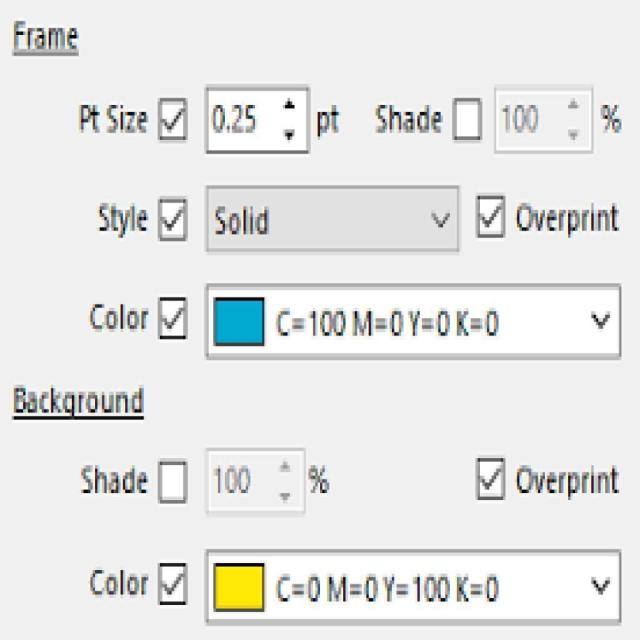 Frame
Pt Size 0.25 pt Shade 100 %
Style Solid Overprint
Color C=100 M=0 Y=0 K=0
Background
Shade 100 % Overprint
Color C=0 M=0 Y=100 K=0